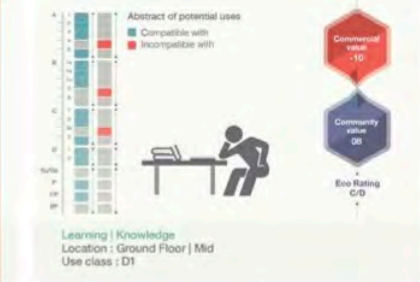 Abstract of potential uses
Compatible with
Incompatible with
A
B
C
D
Commercial
value
-10
Community
value
08
Eco Rating
C/D
Learning | Knowledge
Location : Ground Floor | Mid
Use class : D1